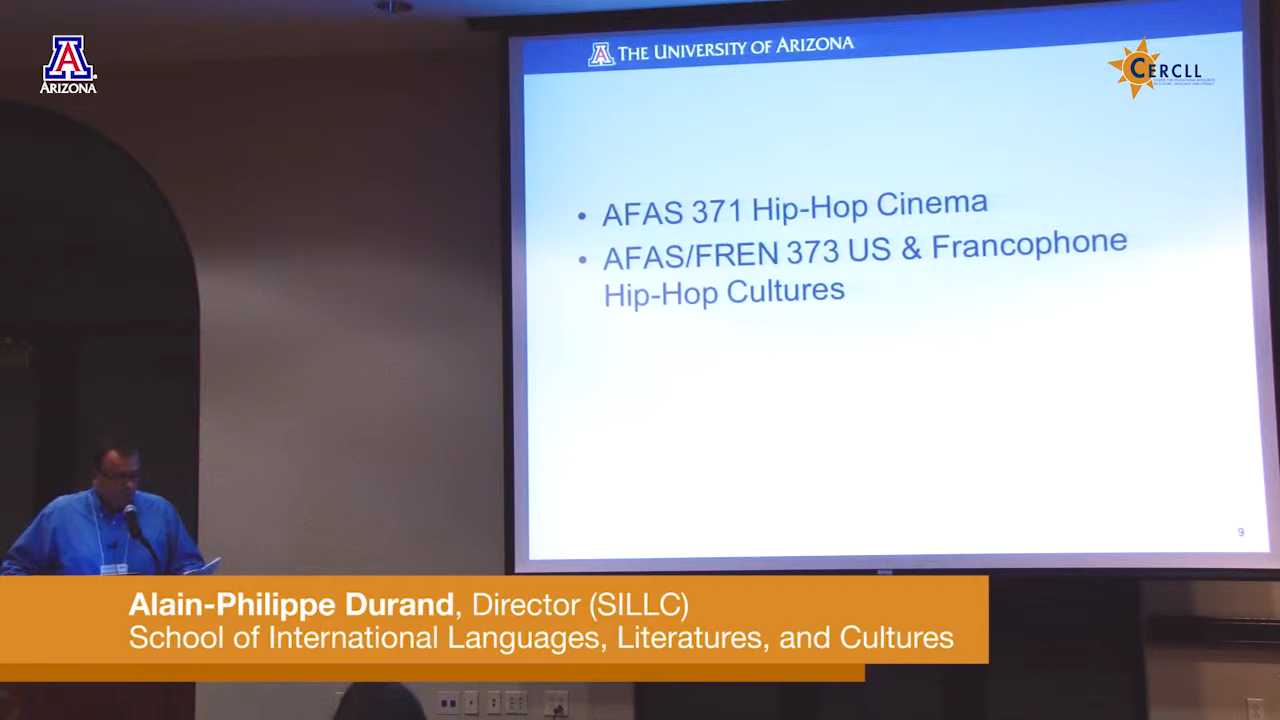 ARIZONA
THE UNIVERSITY OF ARIZONA
CERCLL
• AFAS 371 Hip-Hop Cinema
• AFAS/FREN 373 US & Francophone
Hip-Hop Cultures
9
Alain-Philippe Durand, Director (SILLC)
School of International Languages, Literatures, and Cultures